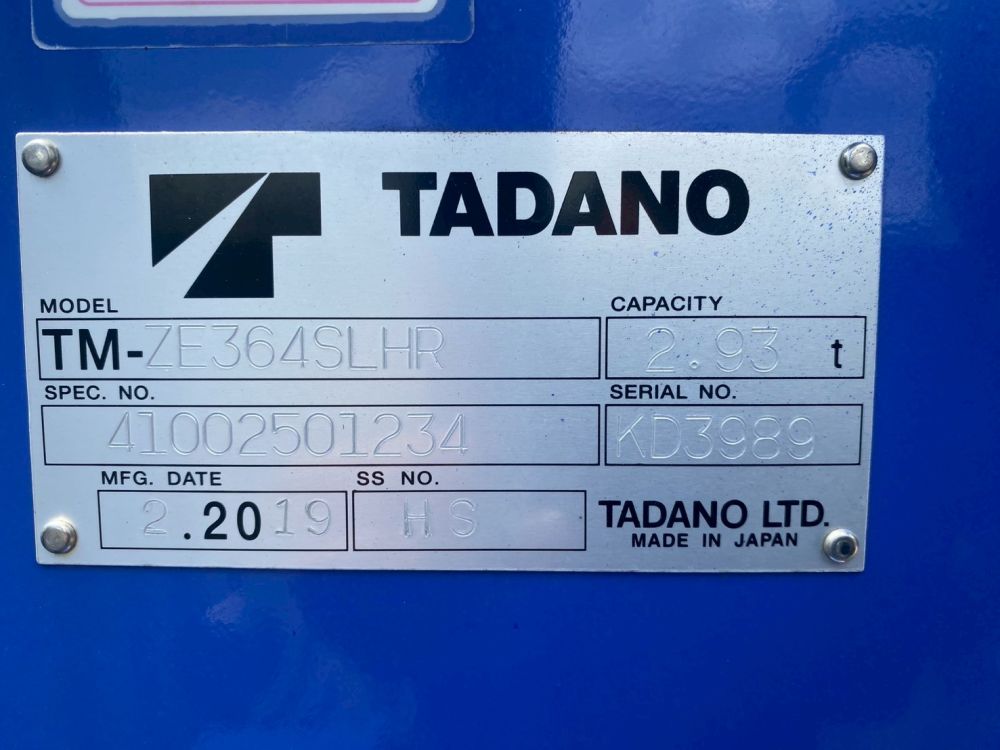 TADANO
MODEL
CAPACITY
TM-ZE364SLHR
2.93 t
SPEC. NO.
SERIAL NO.
41002501234
KD3989
MFG. DATE
SS NO.
2.2019
HS
TADANO LTD.
MADE IN JAPAN